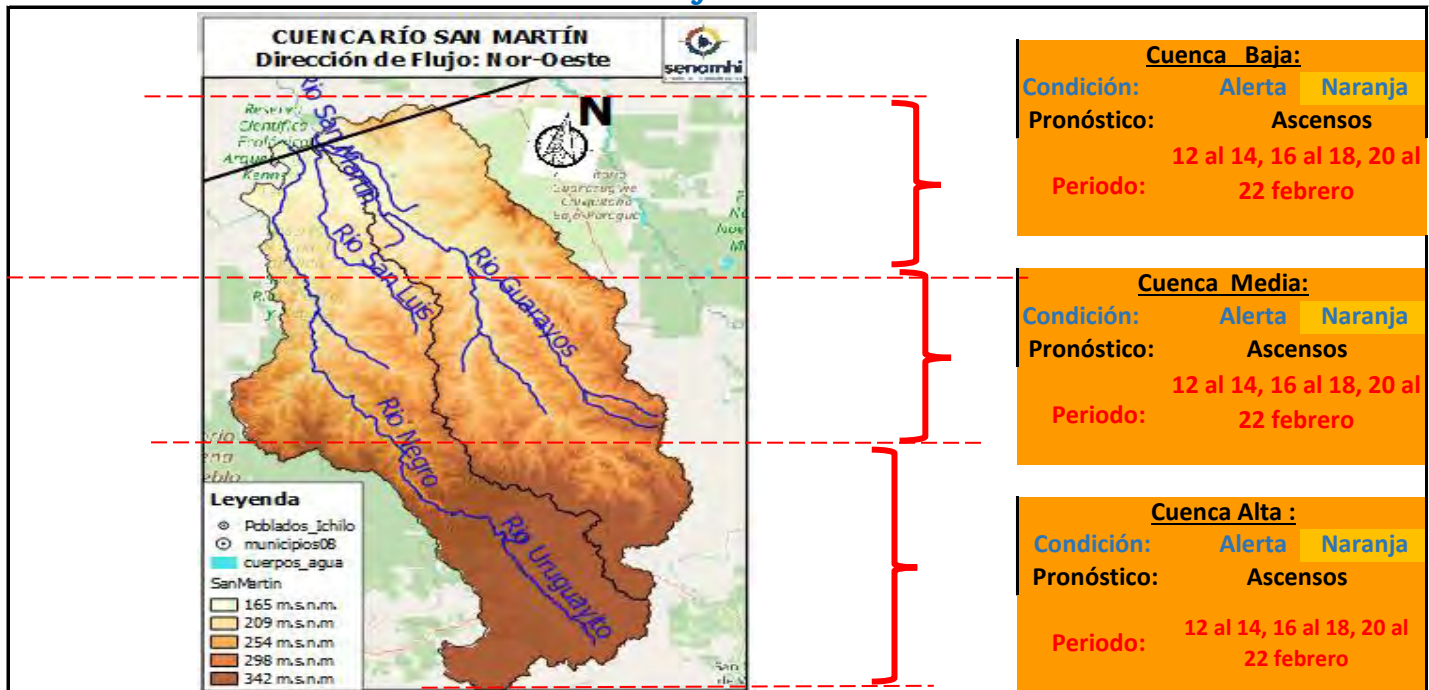 CUENCA RÍO SAN MARTÍN
Dirección de Flujo: Nor-Oeste
senamhi
N
Río San Martín
Río San Luis
Río Guarayos
Río Negro
Río Uruguayito
Leyenda
Poblados_Ichilo
municipios08
cuerpos_agua
SanMartin
165 m.s.n.m.
209 m.s.n.m
254 m.s.n.m
298 m.s.n.m
342 m.s.n.m
Cuenca Baja:
Condición: Alerta Naranja
Pronóstico: Ascensos
Periodo: 12 al 14, 16 al 18, 20 al
22 febrero
Cuenca Media:
Condición: Alerta Naranja
Pronóstico: Ascensos
Periodo: 12 al 14, 16 al 18, 20 al
22 febrero
Cuenca Alta :
Condición: Alerta Naranja
Pronóstico: Ascensos
Periodo: 12 al 14, 16 al 18, 20 al
22 febrero